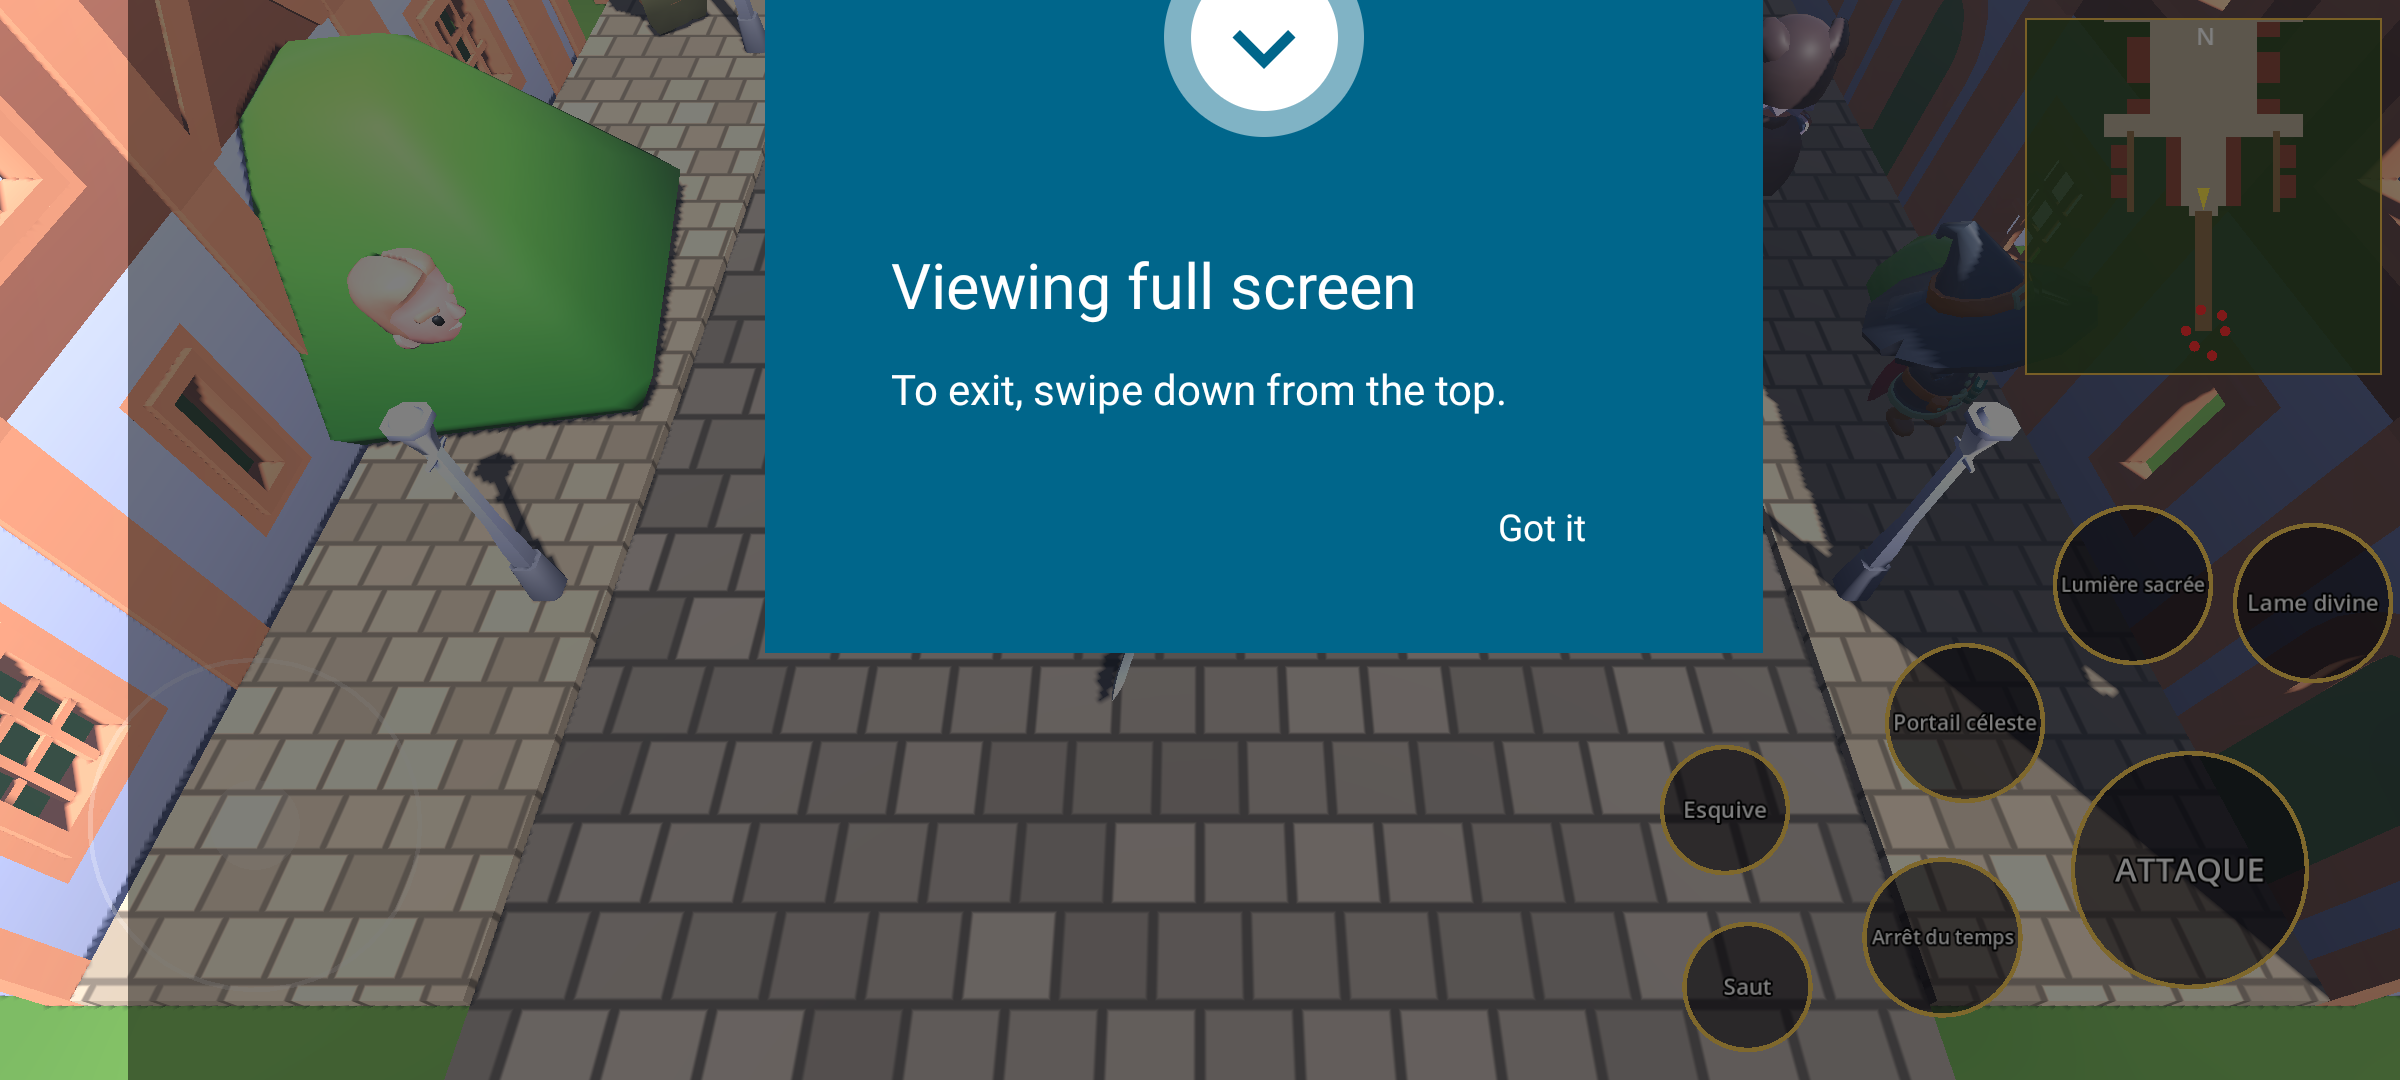 N
Viewing full screen
To exit, swipe down from the top.
Got it
Lumière sacrée
Lame divine
Portail céleste
Esquive
ATTAQUE
Arrêt du temps
Saut